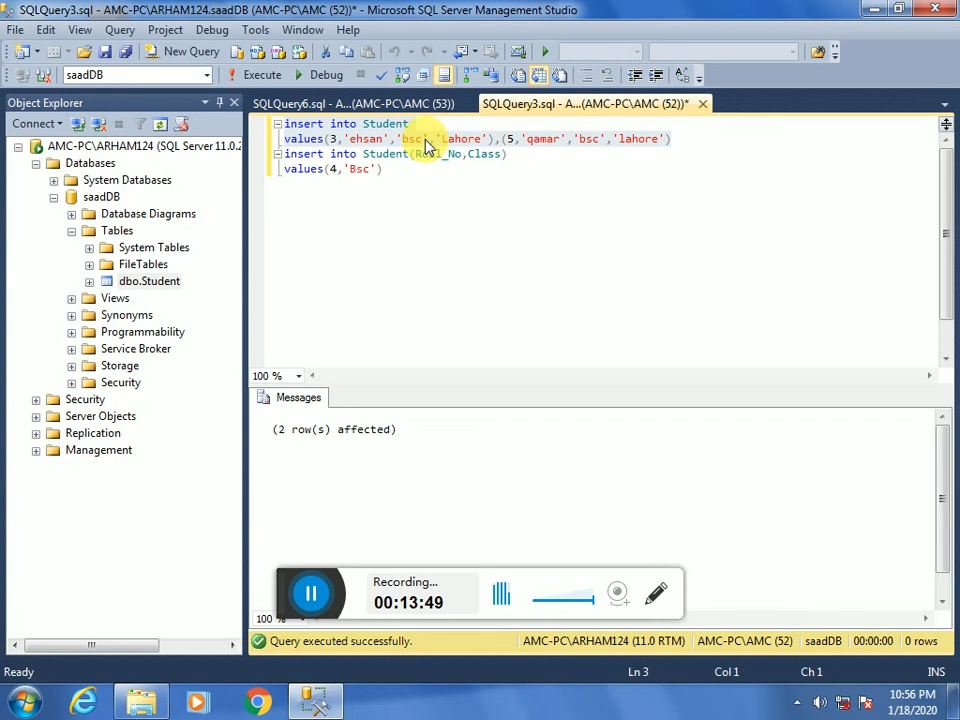 SQLQuery3.sql - AMC-PC\ARHAM124.saadDB (AMC-PC\AMC (52))* - Microsoft SQL Server Management Studio
File Edit View Query Project Debug Tools Window Help
New Query
saadDB Execute Debug
Object Explorer
SQLQuery6.sql - A...(AMC-PC\AMC (53)) SQLQuery3.sql - A...(AMC-PC\AMC (52))*
Connect
AMC-PC\ARHAM124 (SQL Server 11.0.2
Databases
System Databases
saadDB
Database Diagrams
Tables
System Tables
FileTables
dbo.Student
Views
Synonyms
Programmability
Service Broker
Storage
Security
Security
Server Objects
Replication
Management
insert into Student
values(3,'ehsan','bsc','Lahore'),(5,'qamar','bsc','lahore')
insert into Student(Roll_No,Class)
values(4,'Bsc')
100 %
Messages
(2 row(s) affected)
Recording...
00:13:49
100 %
Query executed successfully. AMC-PC\ARHAM124 (11.0 RTM) AMC-PC\AMC (52) saadDB 00:00:00 0 rows
Ready Ln 3 Col 1 Ch 1 INS
10:56 PM
1/18/2020